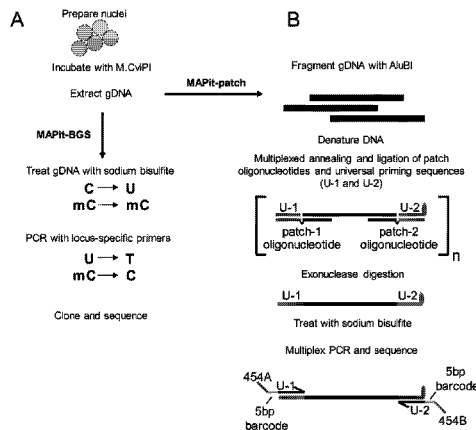 A
Prepare nuclei
Incubate with M.CviPI
Extract gDNA
MAPit-BGS
Treat gDNA with sodium bisulfite
C → U
mC → mC
PCR with locus-specific primers
U → T
mC → C
Clone and sequence
MAPit-patch
B
Fragment gDNA with AluBI
Denature DNA
Multiplexed annealing and ligation of patch
oligonucleotides and universal priming sequences
(U-1 and U-2)
U-1
U-2
patch-1
oligonucleotide
patch-2
oligonucleotide
n
Exonuclease digestion
U-1
U-2
Treat with sodium bisulfite
Multiplex PCR and sequence
454A
U-1
5bp
barcode
5bp
barcode
U-2
454B